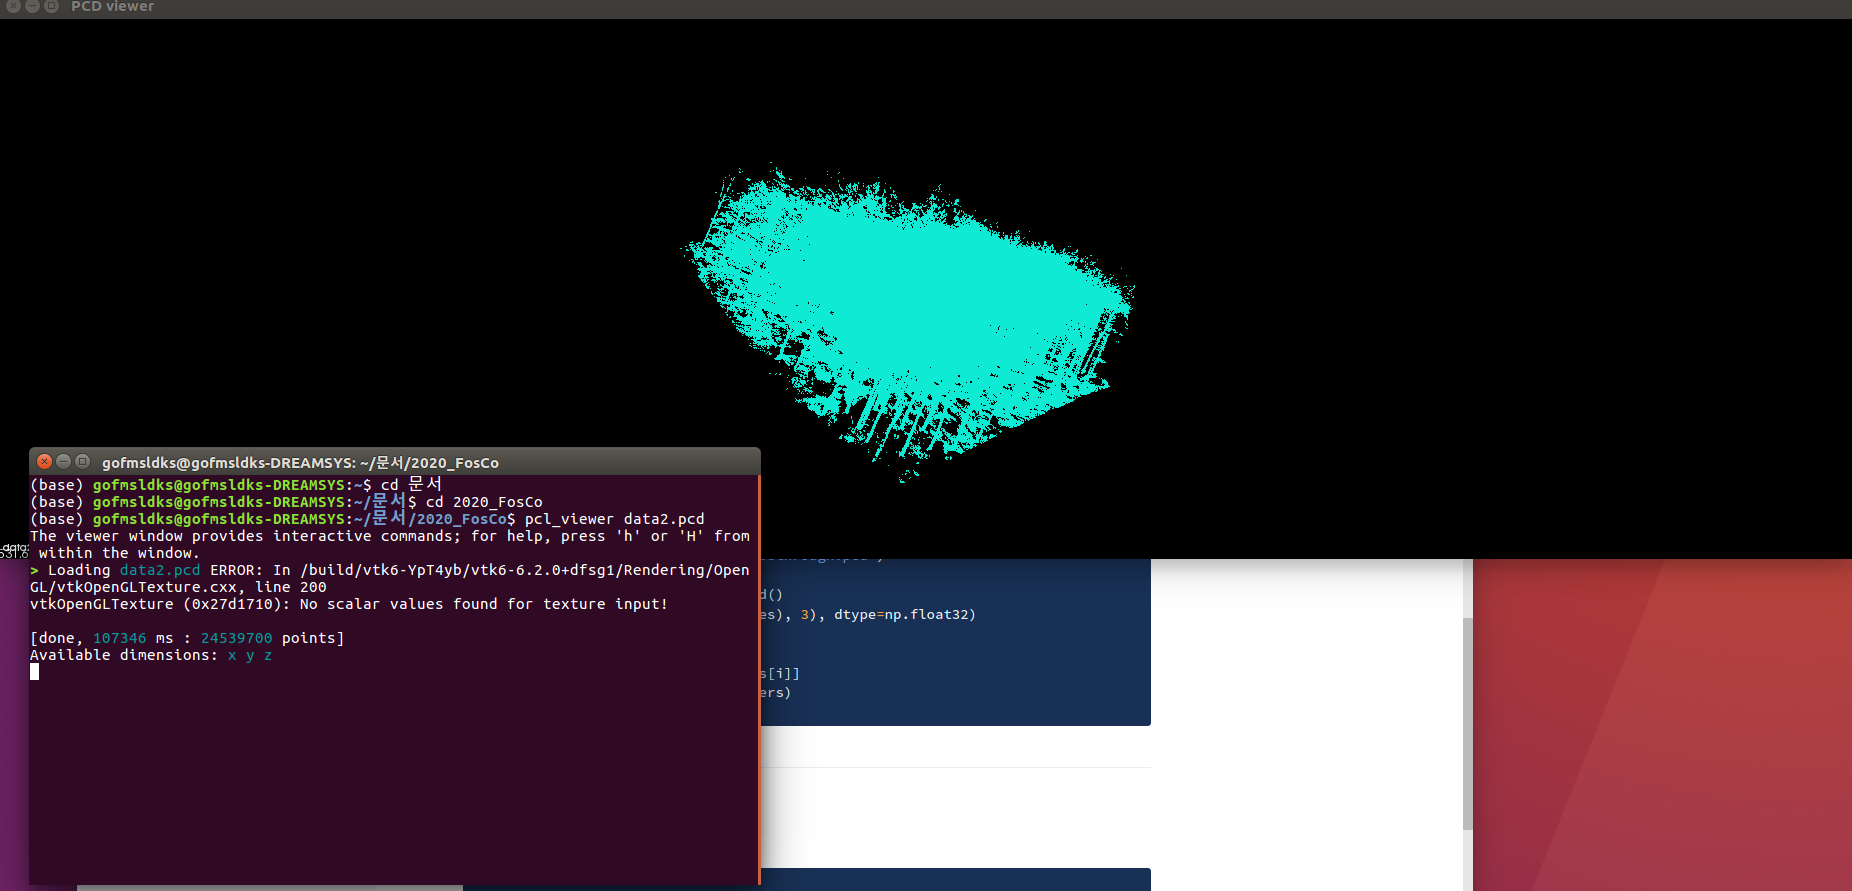 PCD viewer
gofmsldks@gofmsldks-DREAMSYS: ~/문서/2020_FosCo
(base) gofmsldks@gofmsldks-DREAMSYS:~$ cd 문서
(base) gofmsldks@gofmsldks-DREAMSYS:~/문서$ cd 2020_FosCo
(base) gofmsldks@gofmsldks-DREAMSYS:~/문서/2020_FosCo$ pcl_viewer data2.pcd
The viewer window provides interactive commands; for help, press 'h' or 'H' from
within the window.
> Loading data2.pcd ERROR: In /build/vtk6-YpT4yb/vtk6-6.2.0+dfsg1/Rendering/Open
GL/vtkOpenGLTexture.cxx, line 200
vtkOpenGLTexture (0x27d1710): No scalar values found for texture input!
[done, 107346 ms : 24539700 points]
Available dimensions: x y z
d()
es), 3), dtype=np.float32)
s[i]]
ers)